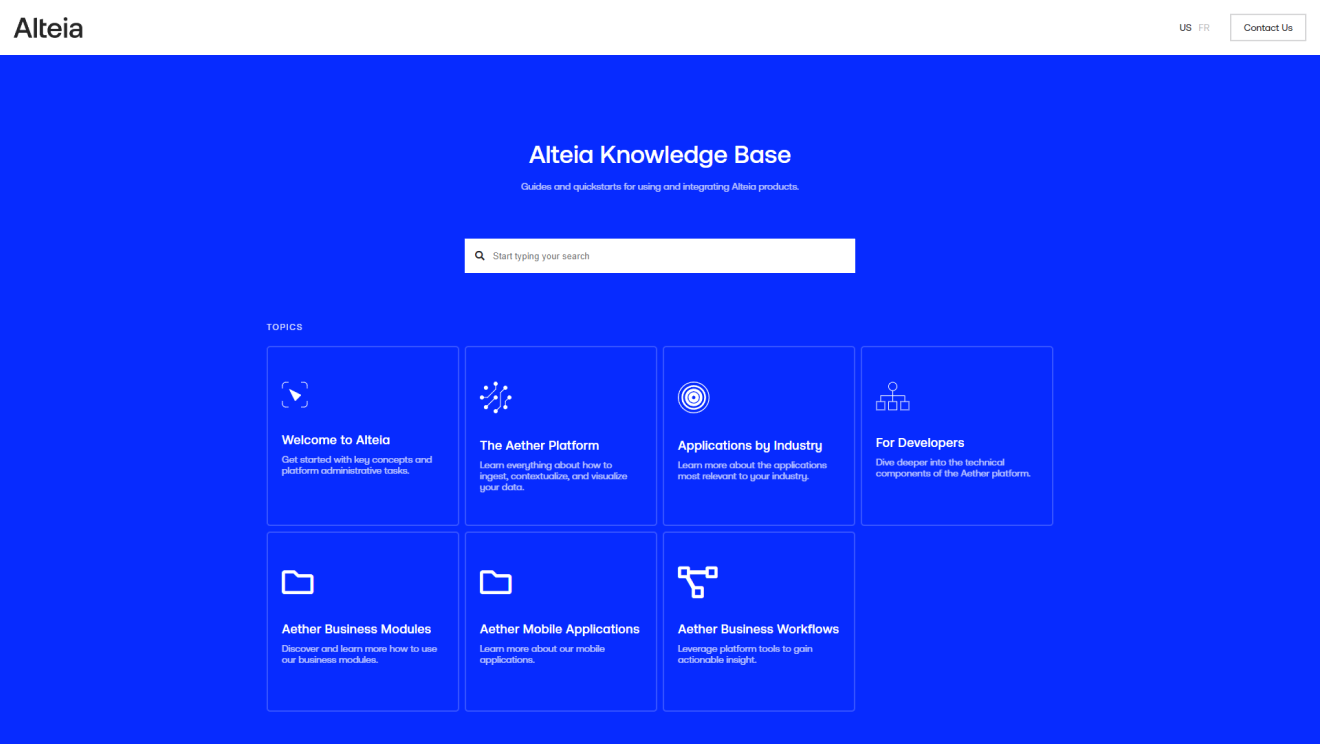 Alteia
US FR
Contact Us
Alteia Knowledge Base
Guides and quickstarts for using and integrating Alteia products.
Start typing your search
TOPICS
Welcome to Alteia
Get started with key concepts and
platform administrative tasks.
The Aether Platform
Learn everything about how to
ingest, contextualize, and visualize
your data.
Applications by Industry
Learn more about the applications
most relevant to your industry.
For Developers
Dive deeper into the technical
components of the Aether platform.
Aether Business Modules
Discover and learn more how to use
our business modules.
Aether Mobile Applications
Learn more about our mobile
applications.
Aether Business Workflows
Leverage platform tools to gain
actionable insight.